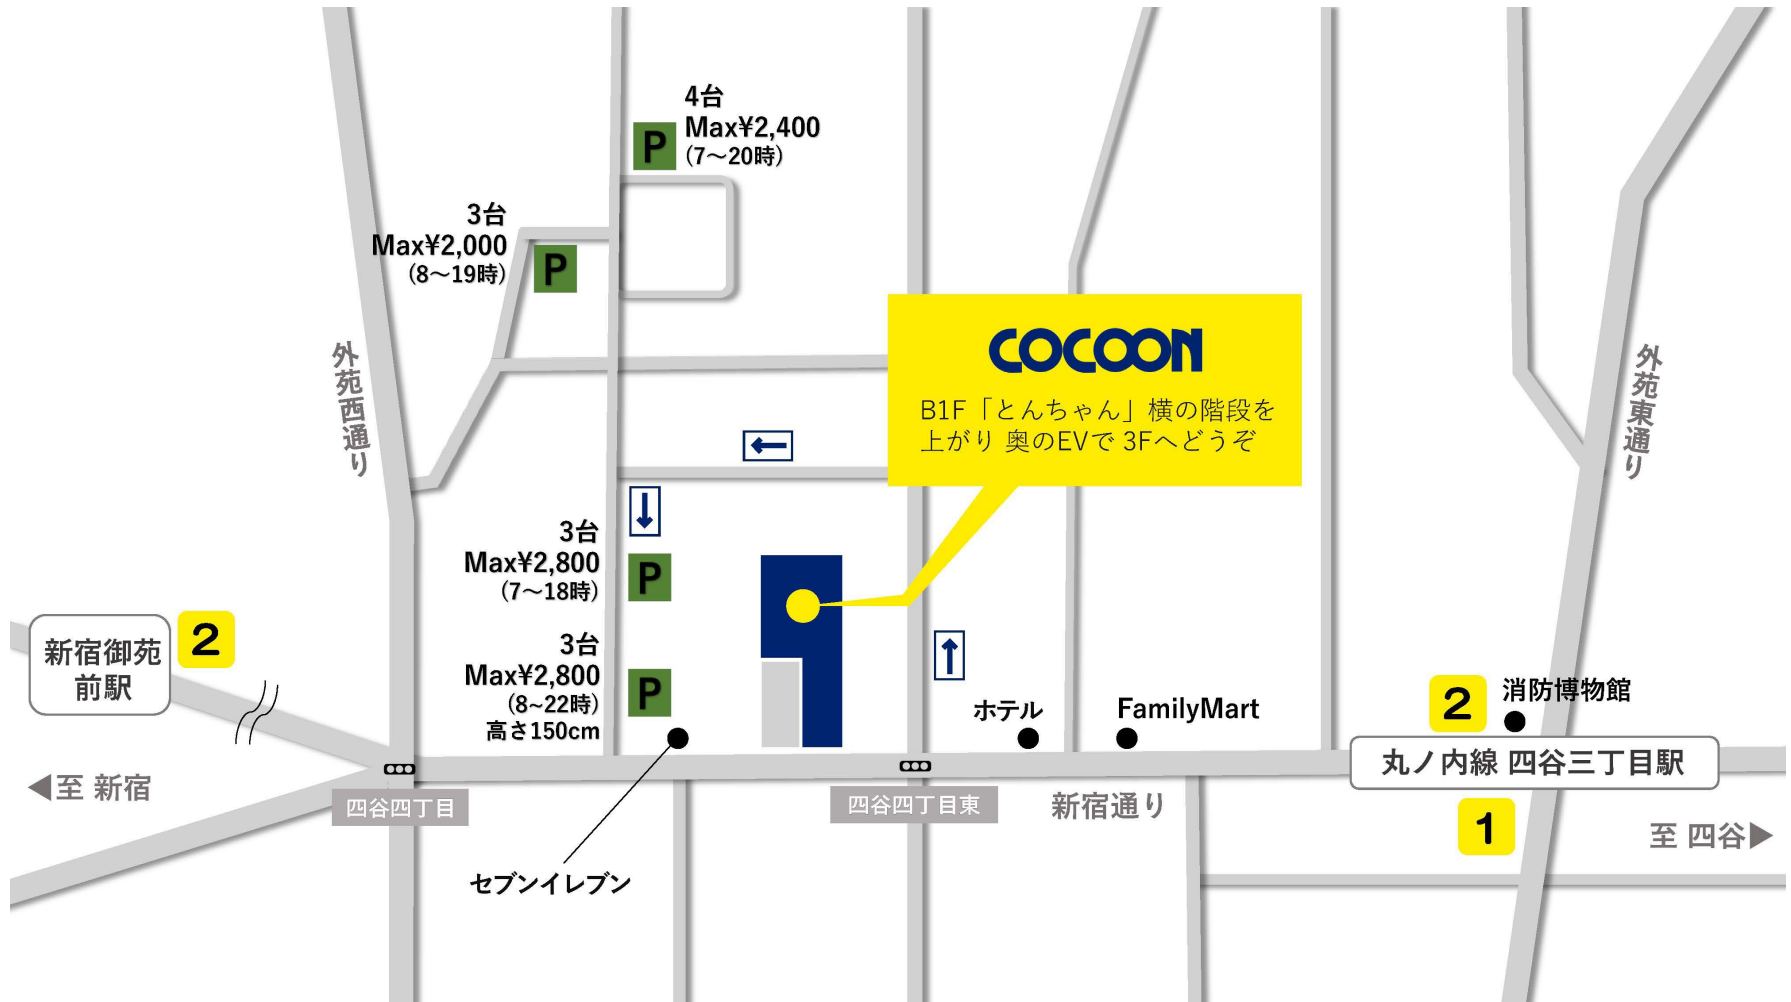 4台
Max¥2,400
(7～20時)
P
3台
Max¥2,000
(8～19時)
P
外苑西通り
COCOON
B1F「とんちゃん」横の階段を
上がり 奥のEVで 3Fへどうぞ
外苑東通り
3台
Max¥2,800
(7～18時)
P
3台
Max¥2,800
(8~22時)
高さ150cm
P
新宿御苑
前駅
2
ホテル
FamilyMart
2
消防博物館
丸ノ内線 四谷三丁目駅
◀至 新宿
四谷四丁目
四谷四丁目東
新宿通り
1
至 四谷▶
セブンイレブン